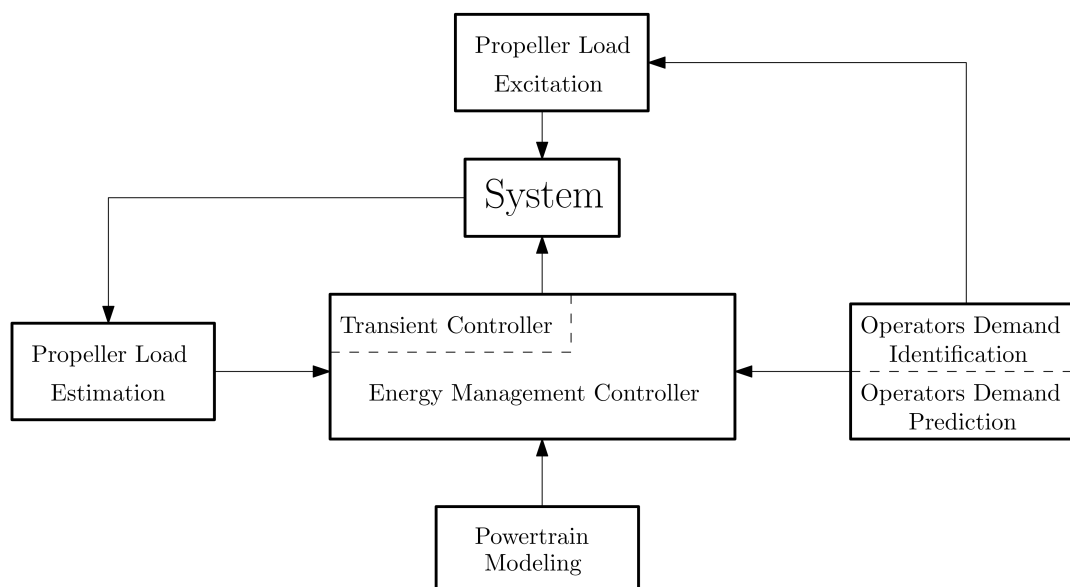 Propeller Load
Excitation
System
Transient Controller
Energy Management Controller
Propeller Load
Estimation
Operators Demand
Identification
Operators Demand
Prediction
Powertrain
Modeling